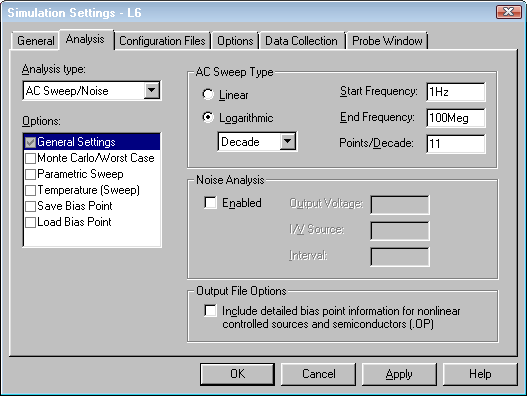 Simulation Settings - L6
General Analysis Configuration Files Options Data Collection Probe Window
Analysis type:
AC Sweep/Noise
Options:
General Settings
Monte Carlo/Worst Case
Parametric Sweep
Temperature (Sweep)
Save Bias Point
Load Bias Point
AC Sweep Type
Linear
Logarithmic
Decade
Start Frequency: 1Hz
End Frequency: 100Meg
Points/Decade: 11
Noise Analysis
Enabled
Output Voltage:
I/V Source:
Interval:
Output File Options
Include detailed bias point information for nonlinear
controlled sources and semiconductors (.OP)
OK Cancel Apply Help